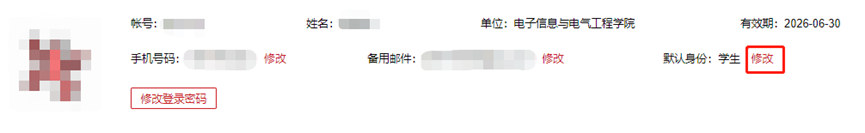 帐号： 姓名： 单位：电子信息与电气工程学院 有效期：2026-06-30
手机号码： 修改 备用邮件： 修改 默认身份：学生 修改
修改登录密码